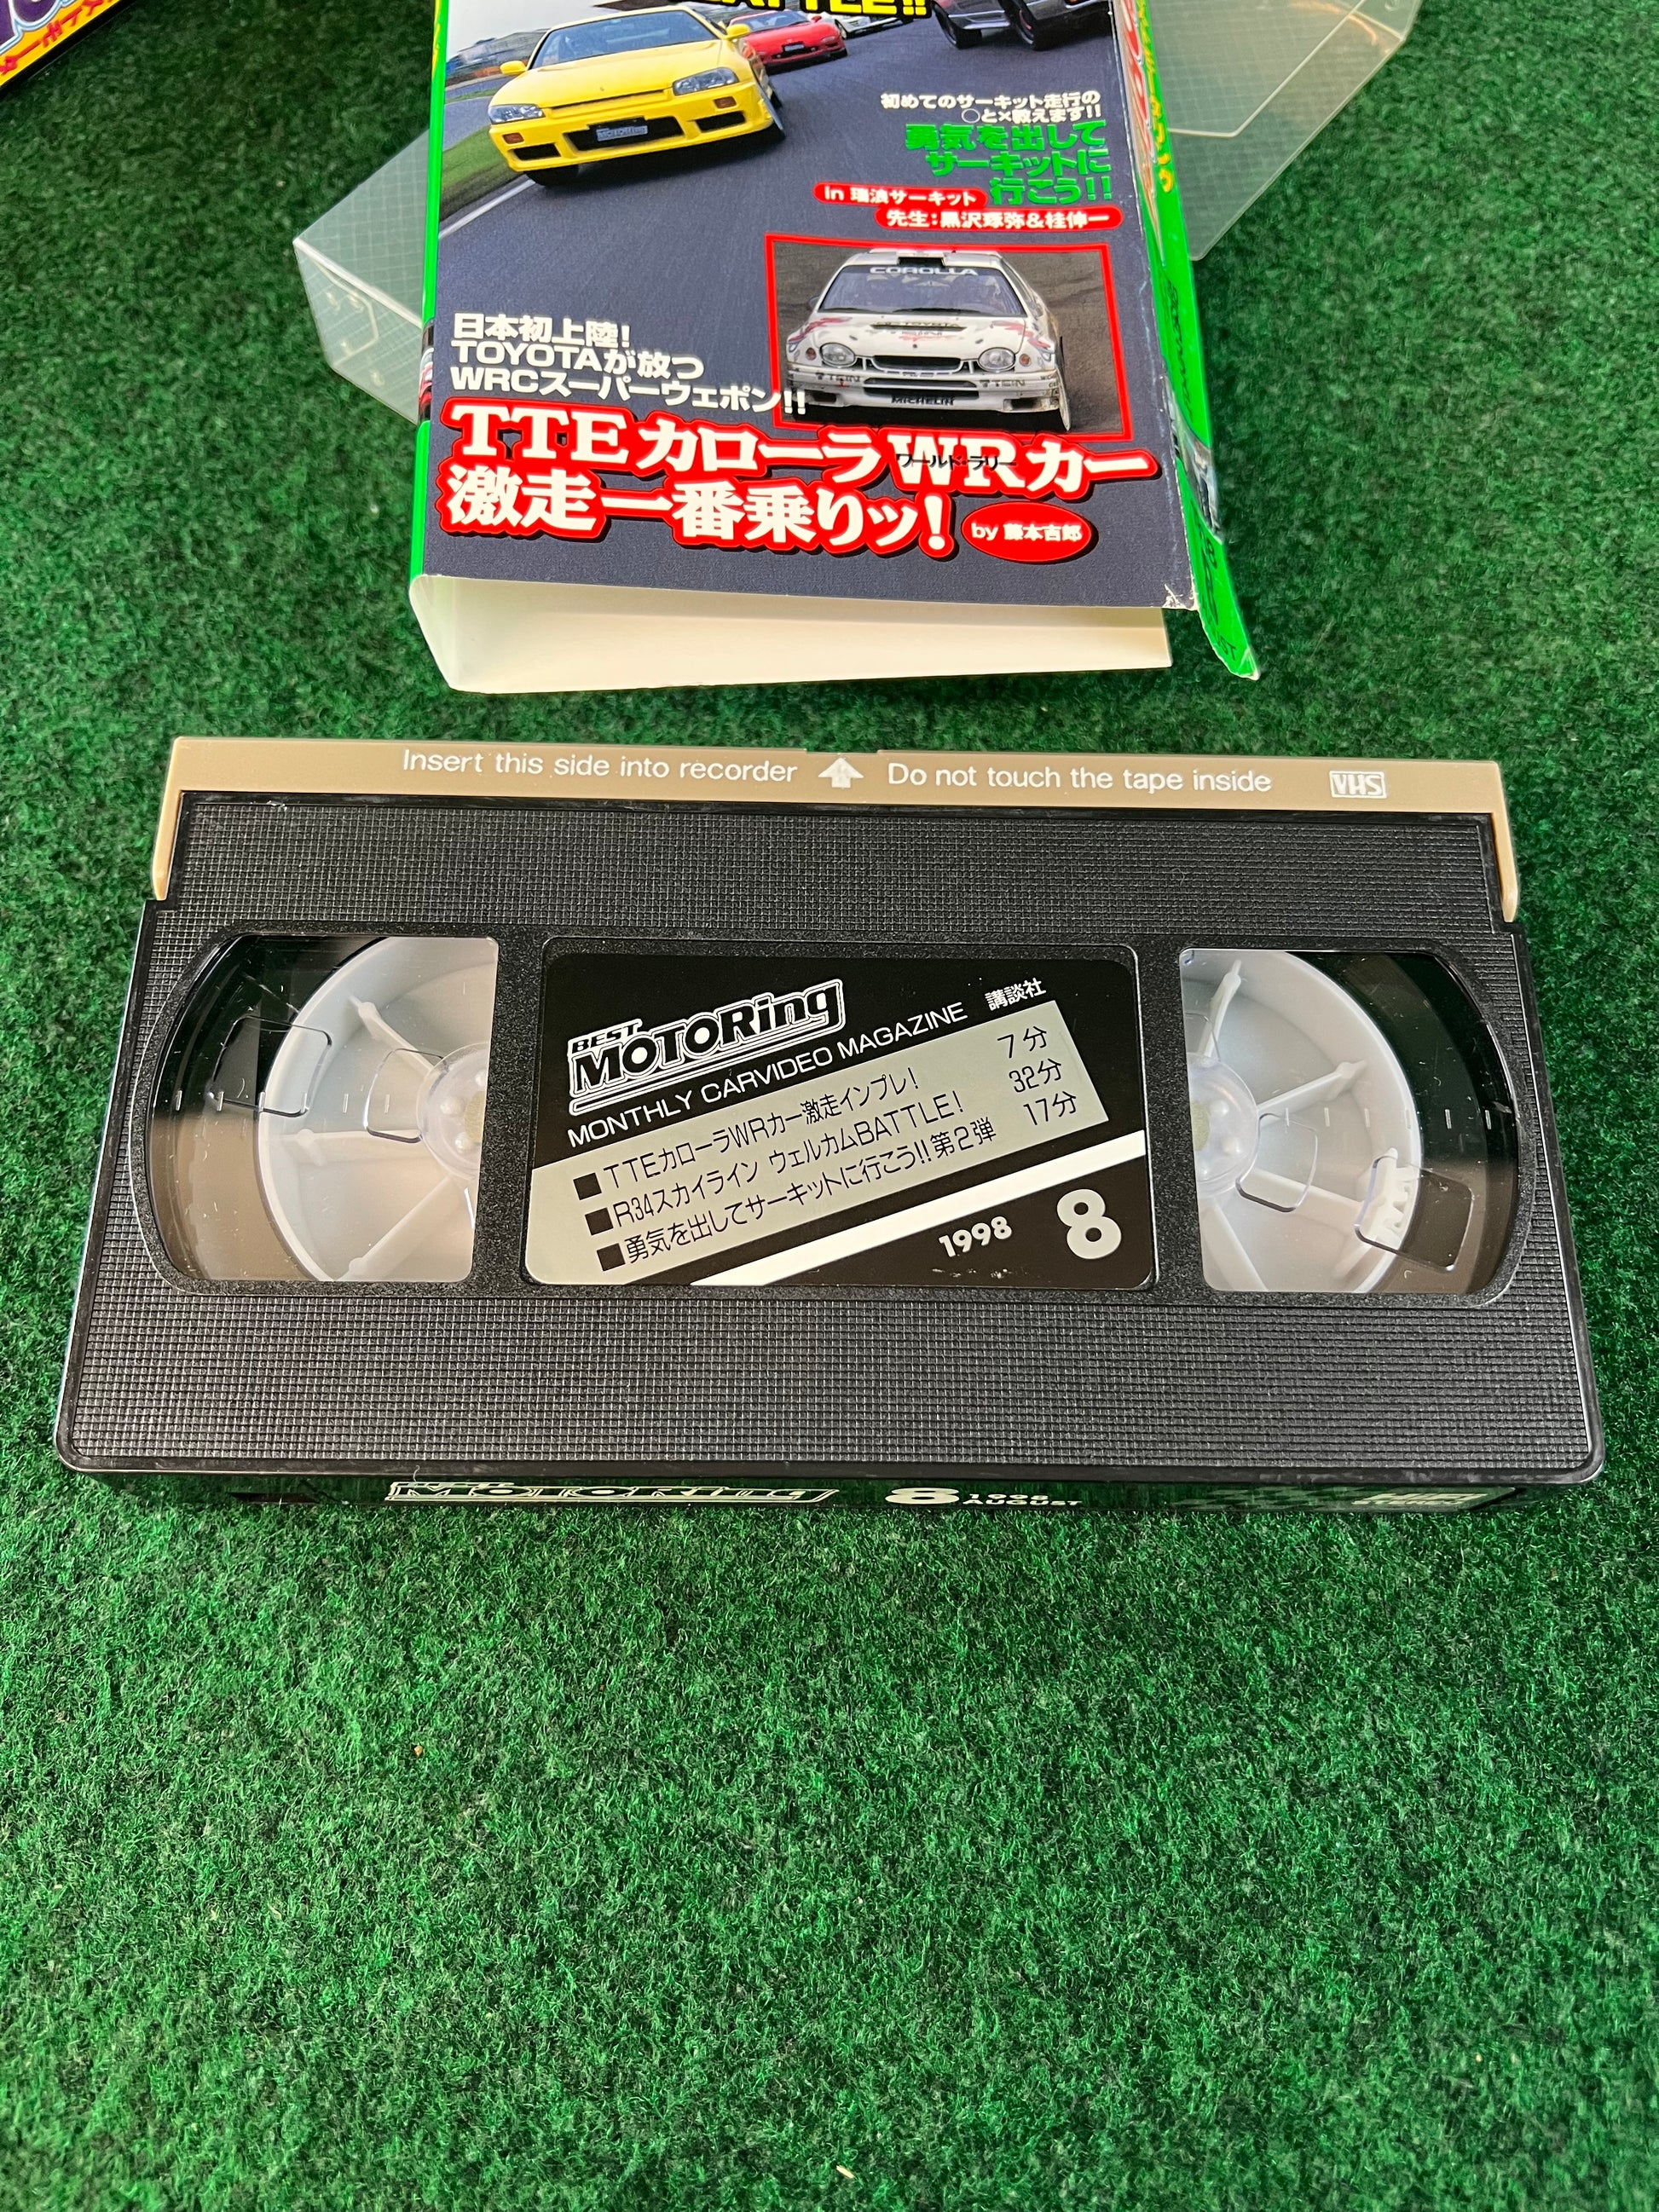 BATTLE!!
MOTORING
初めてのサーキット走行の
○と×教えます!!
勇気を出して
サーキットに
行こう!!
in 瑞浪サーキット
先生:黒沢琢弥&桂伸一
COROLLA
TOYOTA
TEIN
TEIN
TEIN
MICHELIN
日本初上陸!
TOYOTAが放つ
WRCスーパーウェポン!!
TTEカローラWRカー
ワールド・ラリー
激走一番乗りッ!
by 藤本吉郎
Insert this side into recorder
Do not touch the tape inside
VHS
BEST
MOTORing
MONTHLY CARVIDEO MAGAZINE 講談社
■TTEカローラWRカー激走インプレ! 7分
■R34スカイライン ウェルカムBATTLE! 32分
■勇気を出してサーキットに行こう!!第2弾 17分
1998 8
MOTORing
8 1998
AUGUST